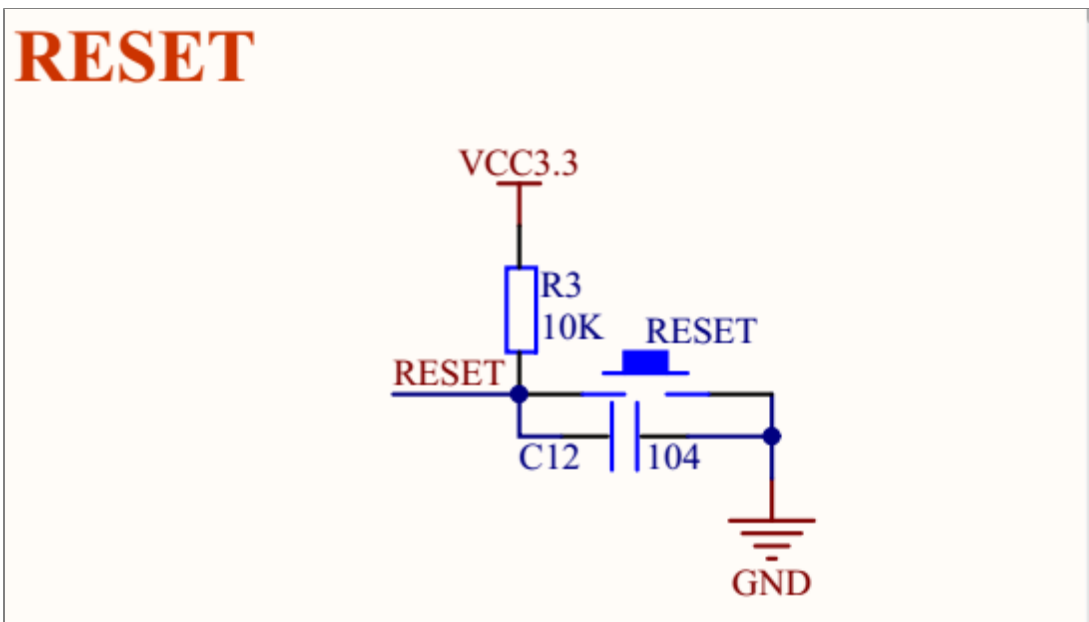 RESET
VCC3.3
R3
10K
RESET
RESET
C12
104
GND